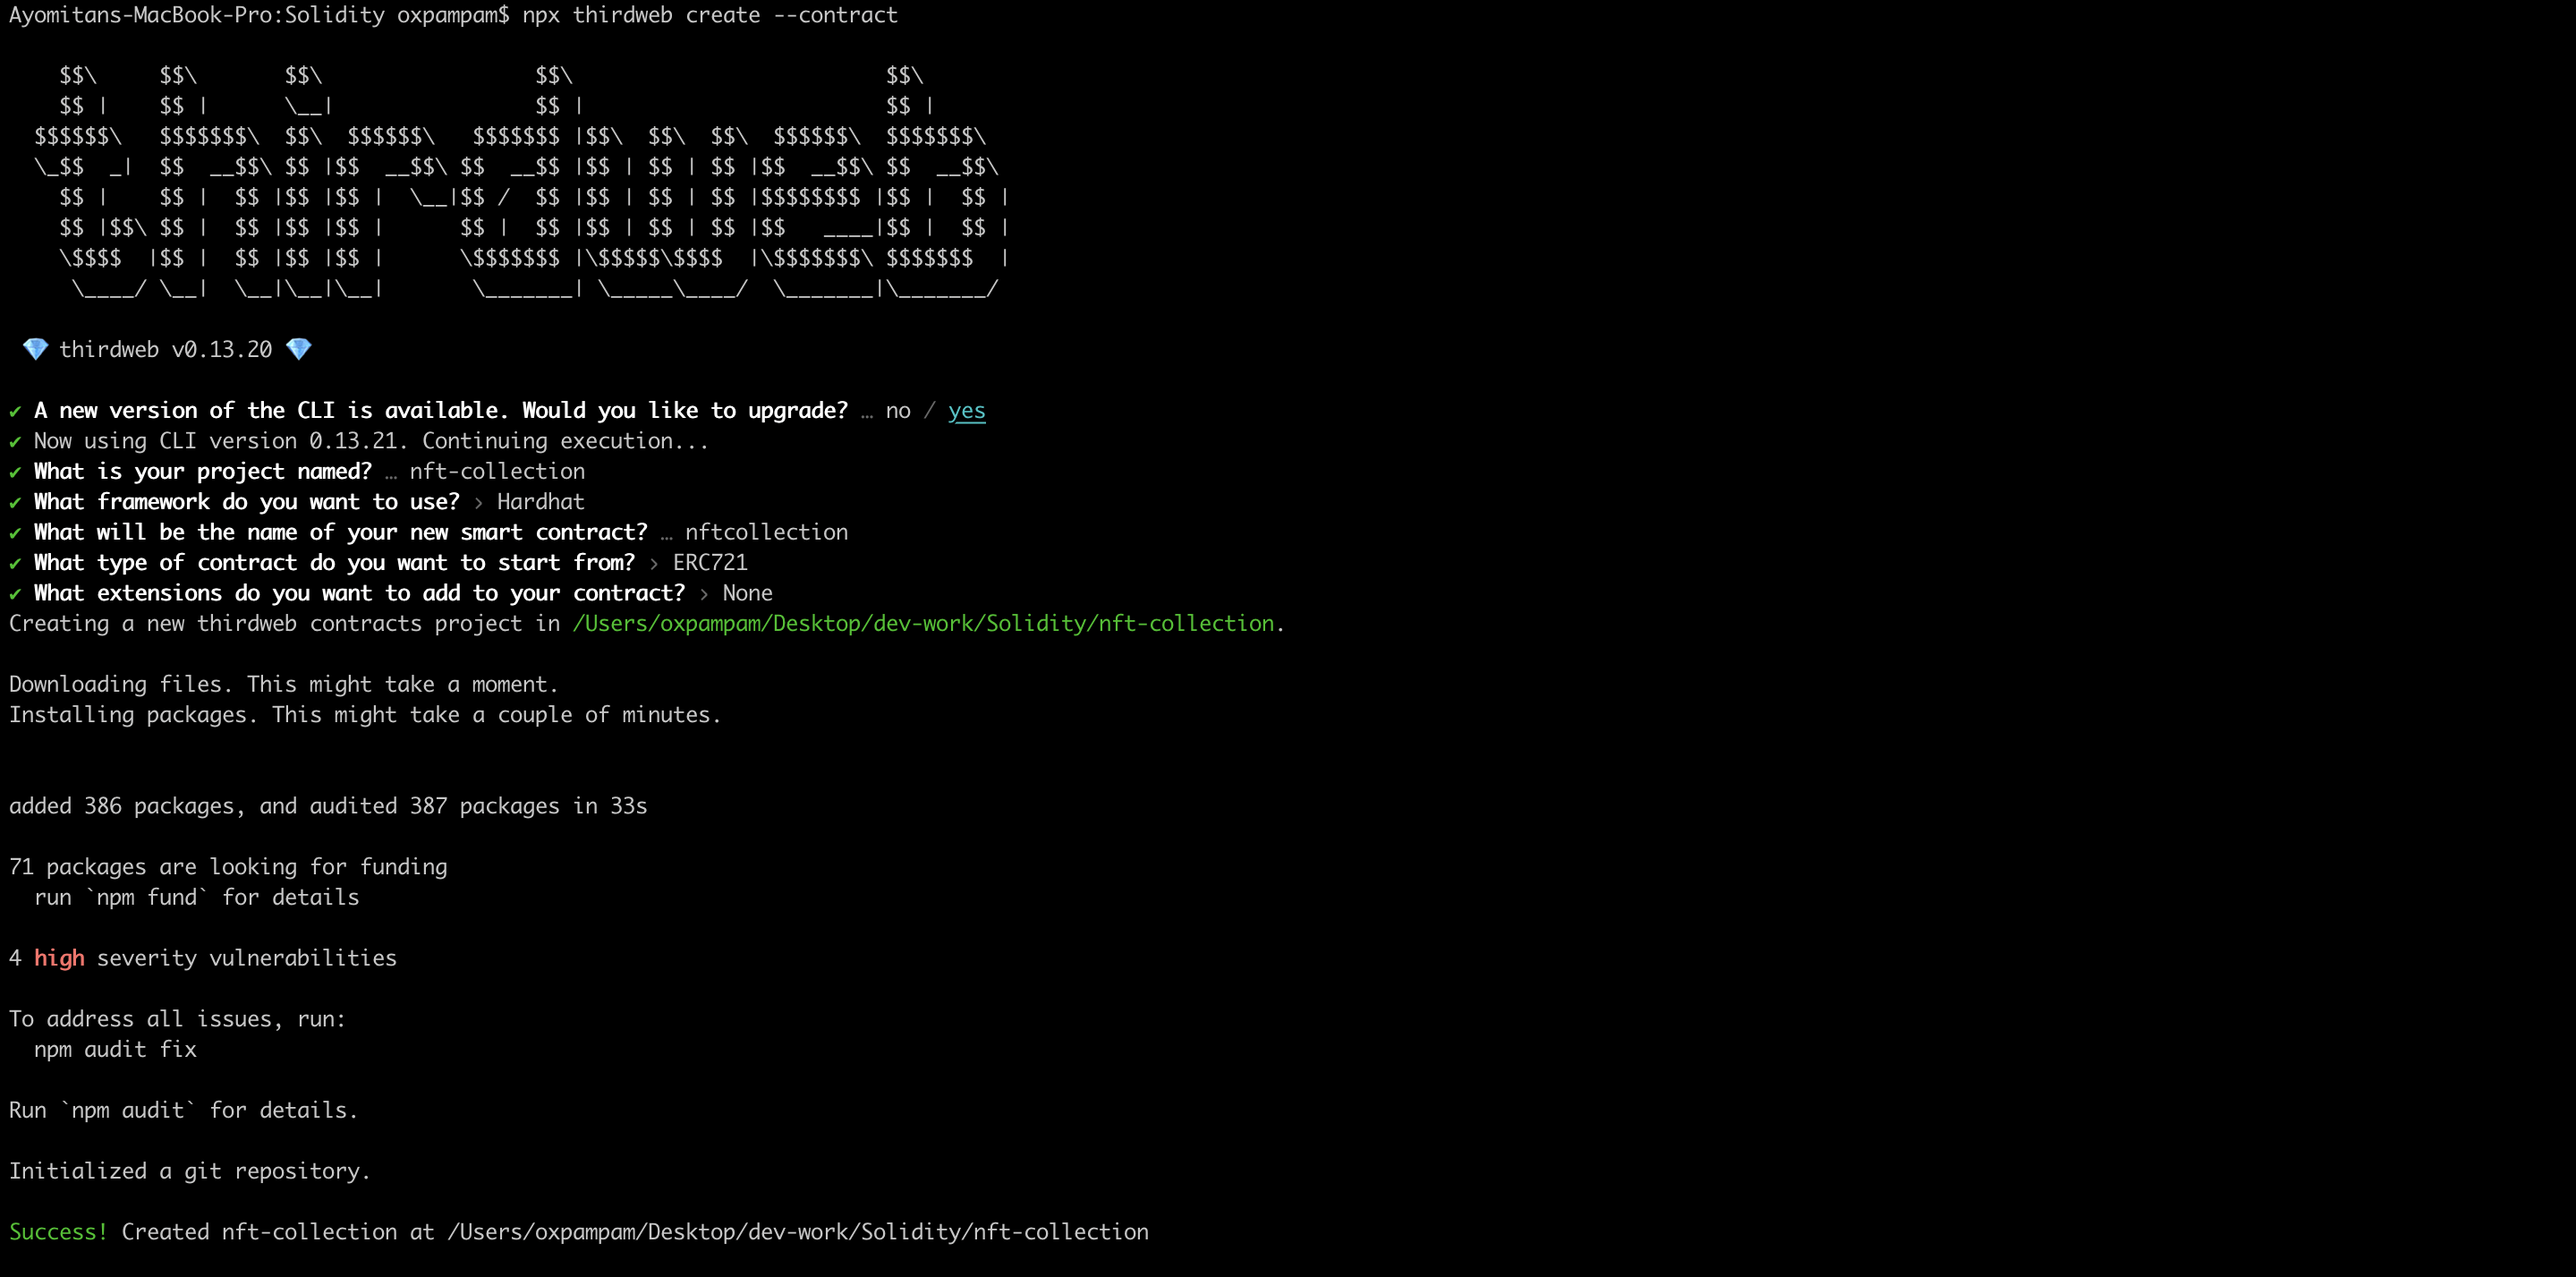 Ayomitans-MacBook-Pro:Solidity oxpampam$ npx thirdweb create --contract
    $$\     $$\       $$\                 $$\                         $$\
    $$ |    $$ |      \__|                $$ |                        $$ |
  $$$$$$\   $$$$$$$\  $$\  $$$$$$\   $$$$$$$ |$$\  $$\  $$\  $$$$$$\  $$$$$$$\
  \_$$  _|  $$  __$$\ $$ |$$  __$$\ $$  __$$ |$$ | $$ | $$ |$$  __$$\ $$  __$$\
    $$ |    $$ |  $$ |$$ |$$ |  \__|$$ /  $$ |$$ | $$ | $$ |$$$$$$$$ |$$ |  $$ |
    $$ |$$\ $$ |  $$ |$$ |$$ |      $$ |  $$ |$$ | $$ | $$ |$$   ____|$$ |  $$ |
    \$$$$  |$$ |  $$ |$$ |$$ |      \$$$$$$$ |\$$$$$\$$$$  |\$$$$$$$\ $$$$$$$  |
     \____/ \__|  \__|\__|\__|       \_______| \_____\____/  \_______|\_______/
💎 thirdweb v0.13.20 💎
✔ A new version of the CLI is available. Would you like to upgrade? … no / yes
✔ Now using CLI version 0.13.21. Continuing execution...
✔ What is your project named? … nft-collection
✔ What framework do you want to use? › Hardhat
✔ What will be the name of your new smart contract? … nftcollection
✔ What type of contract do you want to start from? › ERC721
✔ What extensions do you want to add to your contract? › None
Creating a new thirdweb contracts project in /Users/oxpampam/Desktop/dev-work/Solidity/nft-collection.
Downloading files. This might take a moment.
Installing packages. This might take a couple of minutes.
added 386 packages, and audited 387 packages in 33s
71 packages are looking for funding
  run `npm fund` for details
4 high severity vulnerabilities
To address all issues, run:
  npm audit fix
Run `npm audit` for details.
Initialized a git repository.
Success! Created nft-collection at /Users/oxpampam/Desktop/dev-work/Solidity/nft-collection